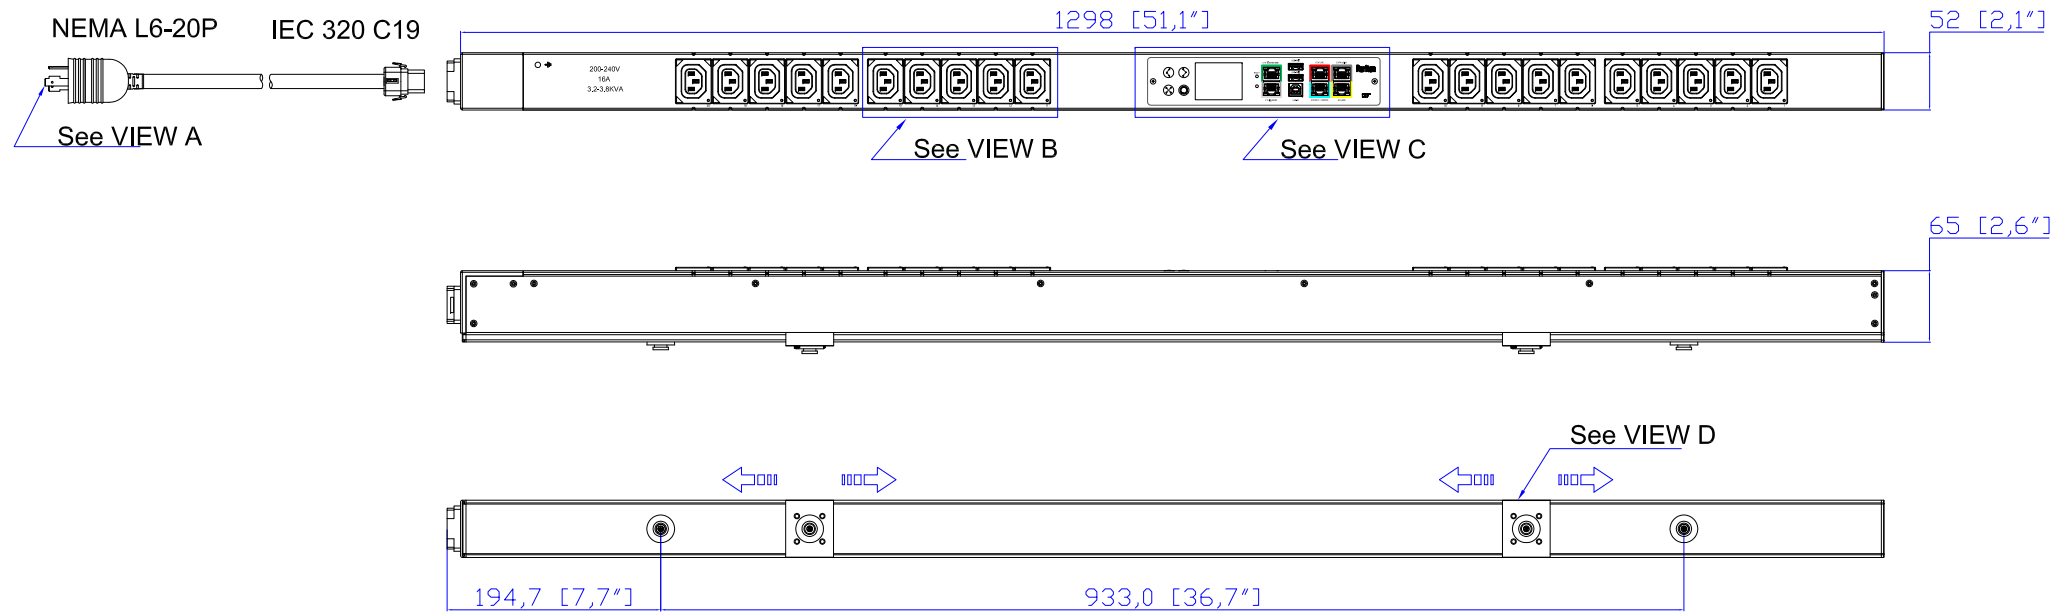 NEMA L6-20P
IEC 320 C19
1298 [51,1"]
52 [2,1"]
200-240V
16A
3,2-3,8KVA
See VIEW A
See VIEW B
See VIEW C
65 [2,6"]
See VIEW D
194,7 [7,7"]
933,0 [36,7"]